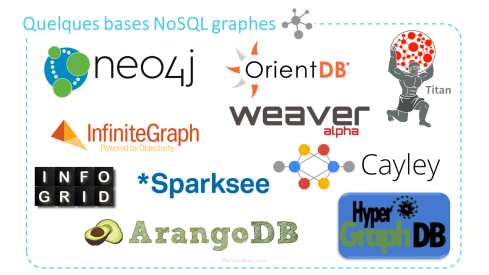 Quelques bases NoSQL graphes
neo4j
OrientDB®
Titan
weaver
alpha
InfiniteGraph
Powered by Objectivity
Cayley
INFO
GRID
*Sparksee
ArangoDB
Hyper
GraphDB